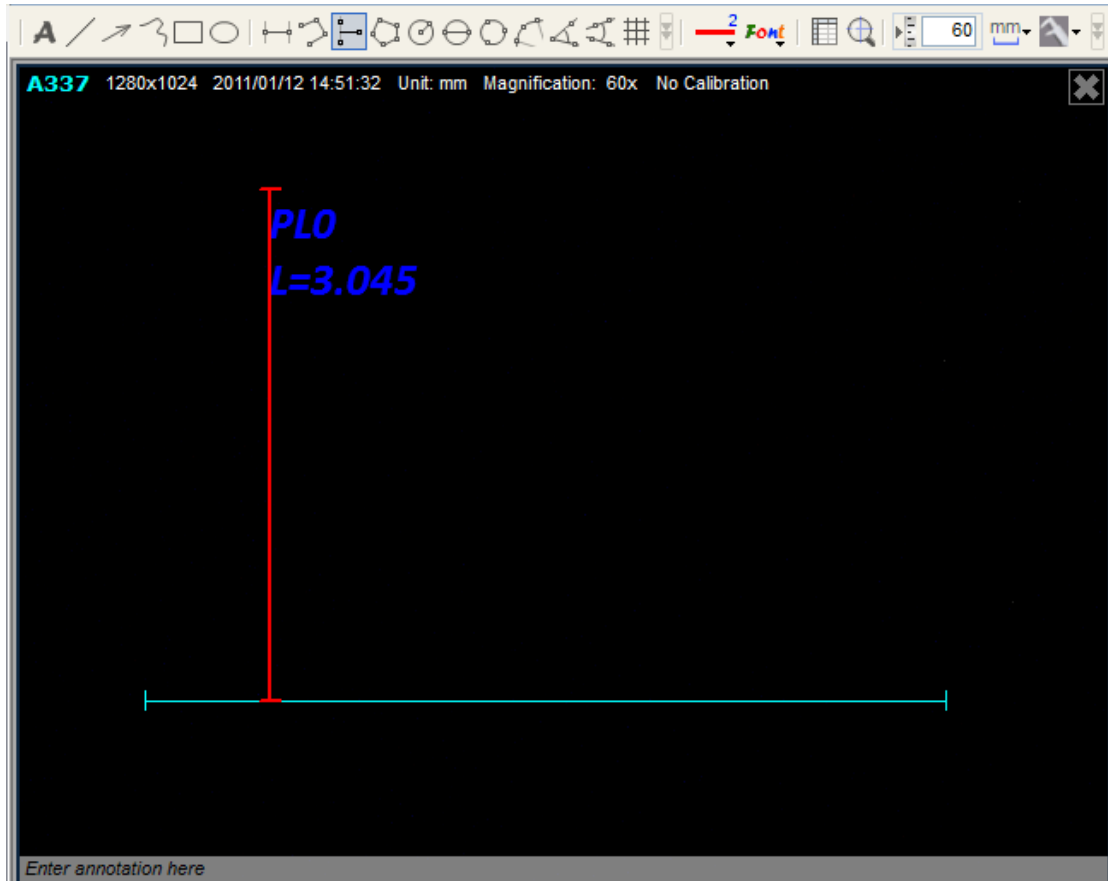 A 2 Font 60 mm
A337 1280x1024 2011/01/12 14:51:32 Unit: mm Magnification: 60x No Calibration
PL0
L=3.045
Enter annotation here